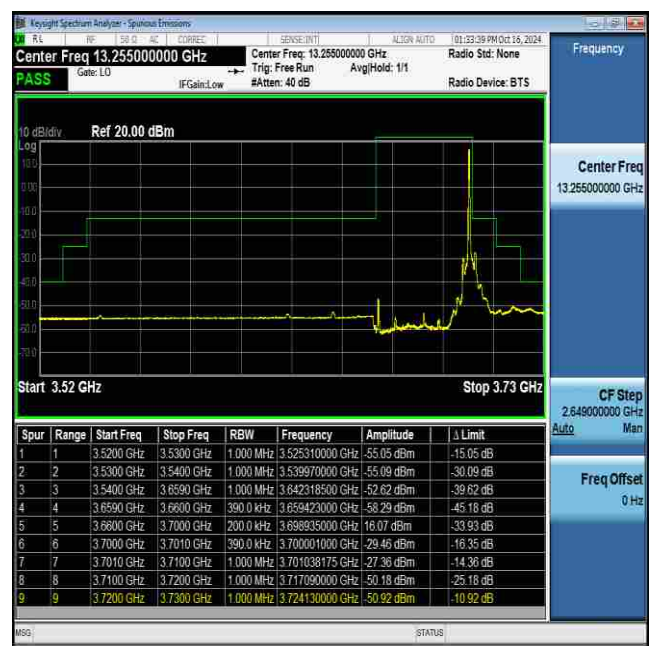 Keysight Spectrum Analyzer - Spurious Emissions
RL RF 50 Ω AC CORREC SENSE:INT ALIGN AUTO 01:33:39 PM Oct 16, 2024
Center Freq 13.255000000 GHz
Center Freq: 13.255000000 GHz
Radio Std: None
Frequency
PASS
Gate: LO
Trig: Free Run
Avg|Hold: 1/1
IFGain:Low
#Atten: 40 dB
Radio Device: BTS
10 dB/div Ref 20.00 dBm
Log
10.0
0.00
-10.0
-20.0
-30.0
-40.0
-50.0
-60.0
-70.0
Start 3.52 GHz
Stop 3.73 GHz
Center Freq
13.255000000 GHz
CF Step
2.649000000 GHz
Auto Man
Freq Offset
0 Hz
Spur Range Start Freq Stop Freq RBW Frequency Amplitude Δ Limit
1 1 3.5200 GHz 3.5300 GHz 1.000 MHz 3.525310000 GHz -55.05 dBm -15.05 dB
2 2 3.5300 GHz 3.5400 GHz 1.000 MHz 3.539970000 GHz -55.09 dBm -30.09 dB
3 3 3.5400 GHz 3.6590 GHz 1.000 MHz 3.642318500 GHz -52.62 dBm -39.62 dB
4 4 3.6590 GHz 3.6600 GHz 390.0 kHz 3.659423000 GHz -58.29 dBm -45.18 dB
5 5 3.6600 GHz 3.7000 GHz 200.0 kHz 3.698935000 GHz 16.07 dBm -33.93 dB
6 6 3.7000 GHz 3.7010 GHz 390.0 kHz 3.700001000 GHz -29.46 dBm -16.35 dB
7 7 3.7010 GHz 3.7100 GHz 1.000 MHz 3.701038175 GHz -27.36 dBm -14.36 dB
8 8 3.7100 GHz 3.7200 GHz 1.000 MHz 3.717090000 GHz -50.18 dBm -25.18 dB
9 9 3.7200 GHz 3.7300 GHz 1.000 MHz 3.724130000 GHz -50.92 dBm -10.92 dB
MSG
STATUS